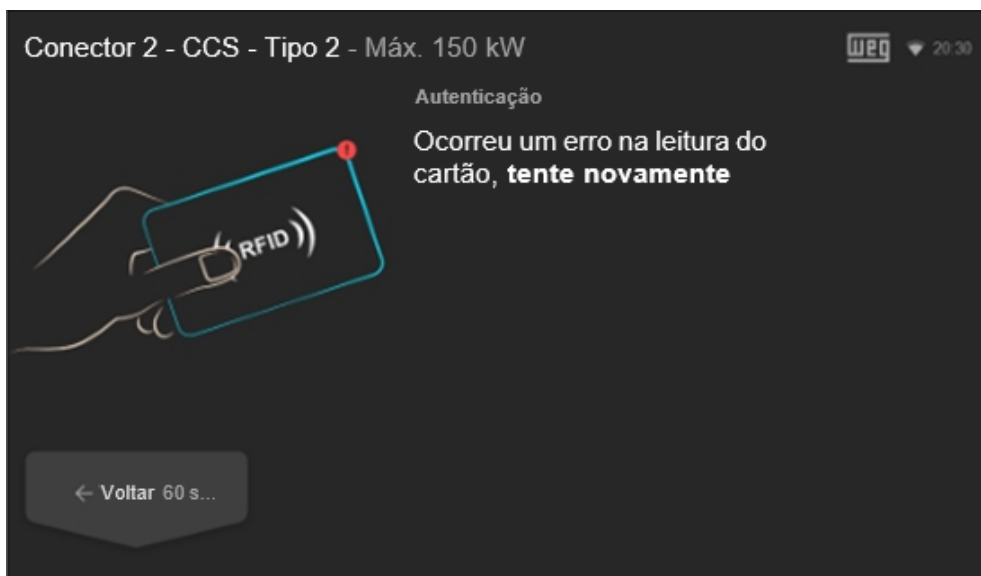 Conector 2 - CCS - Tipo 2 - Máx. 150 kW
weg 20:30
Autenticação
Ocorreu um erro na leitura do
cartão, tente novamente
RFID
← Voltar 60 s...